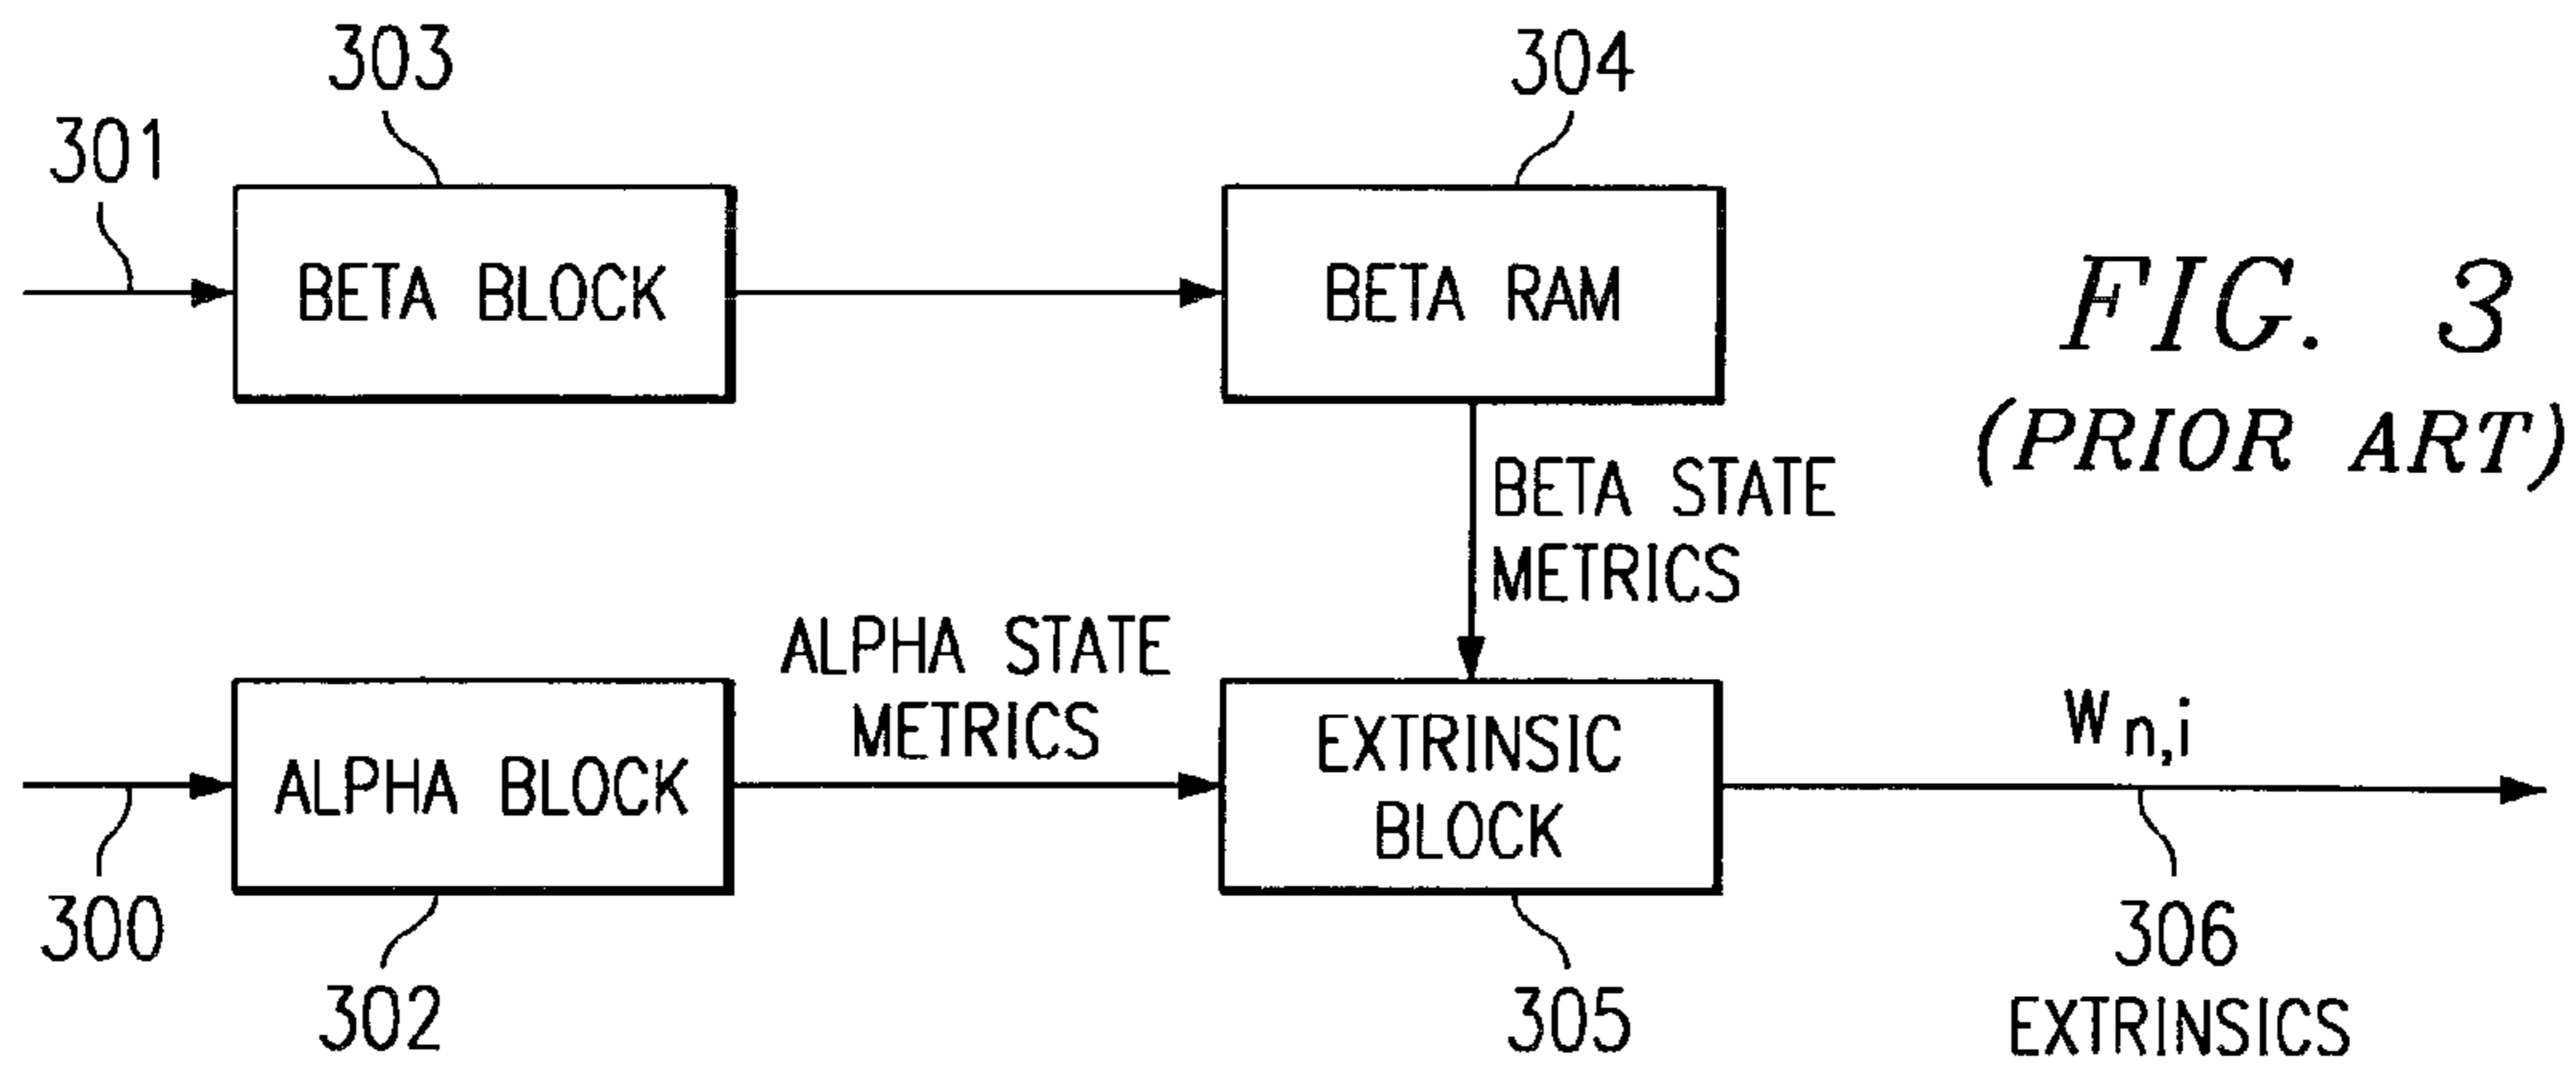 303
304
301
BETA BLOCK
BETA RAM
FIG. 3
(PRIOR ART)
BETA STATE
METRICS
ALPHA STATE
METRICS
ALPHA BLOCK
EXTRINSIC
BLOCK
Wn,i
300
302
305
306
EXTRINSICS